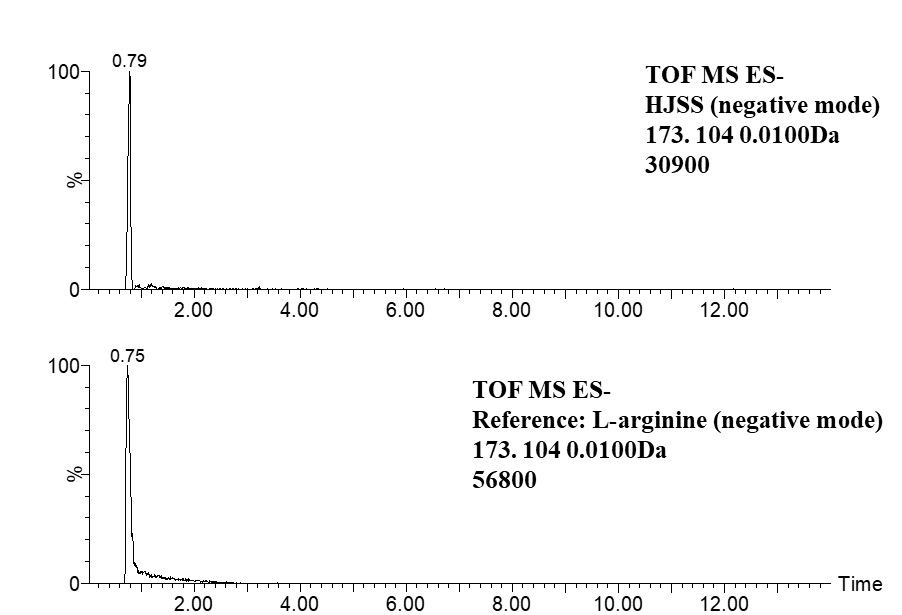 0.79
100
%
0
2.00 4.00 6.00 8.00 10.00 12.00
TOF MS ES-
HJSS (negative mode)
173. 104 0.0100Da
30900
0.75
100
%
0
2.00 4.00 6.00 8.00 10.00 12.00
Time
TOF MS ES-
Reference: L-arginine (negative mode)
173. 104 0.0100Da
56800